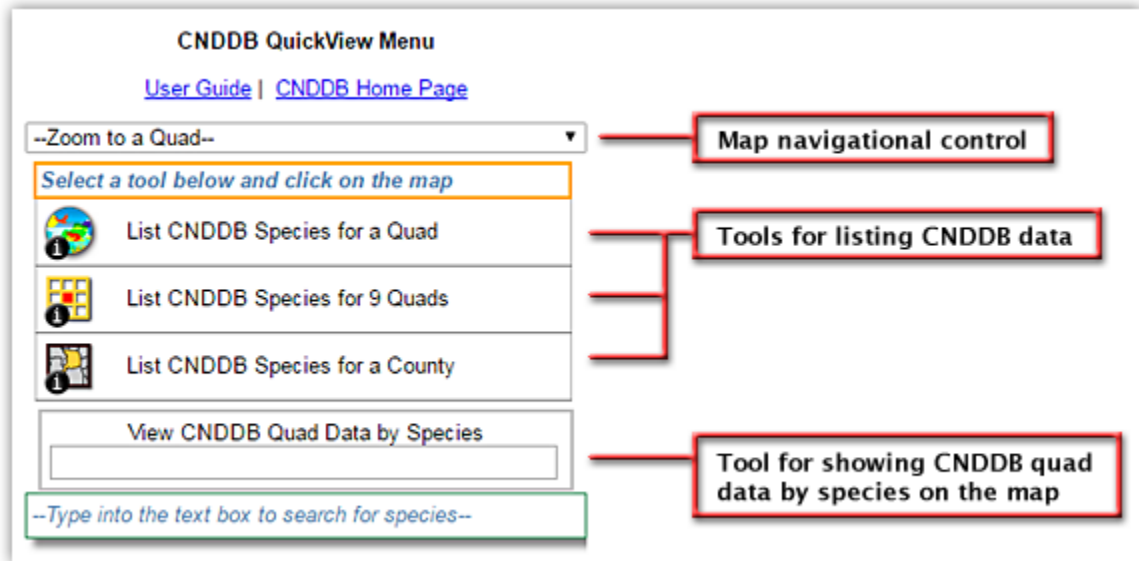 CNDDB QuickView Menu
User Guide | CNDDB Home Page
--Zoom to a Quad--
Map navigational control
Select a tool below and click on the map
List CNDDB Species for a Quad
Tools for listing CNDDB data
List CNDDB Species for 9 Quads
List CNDDB Species for a County
View CNDDB Quad Data by Species
Tool for showing CNDDB quad
data by species on the map
--Type into the text box to search for species--